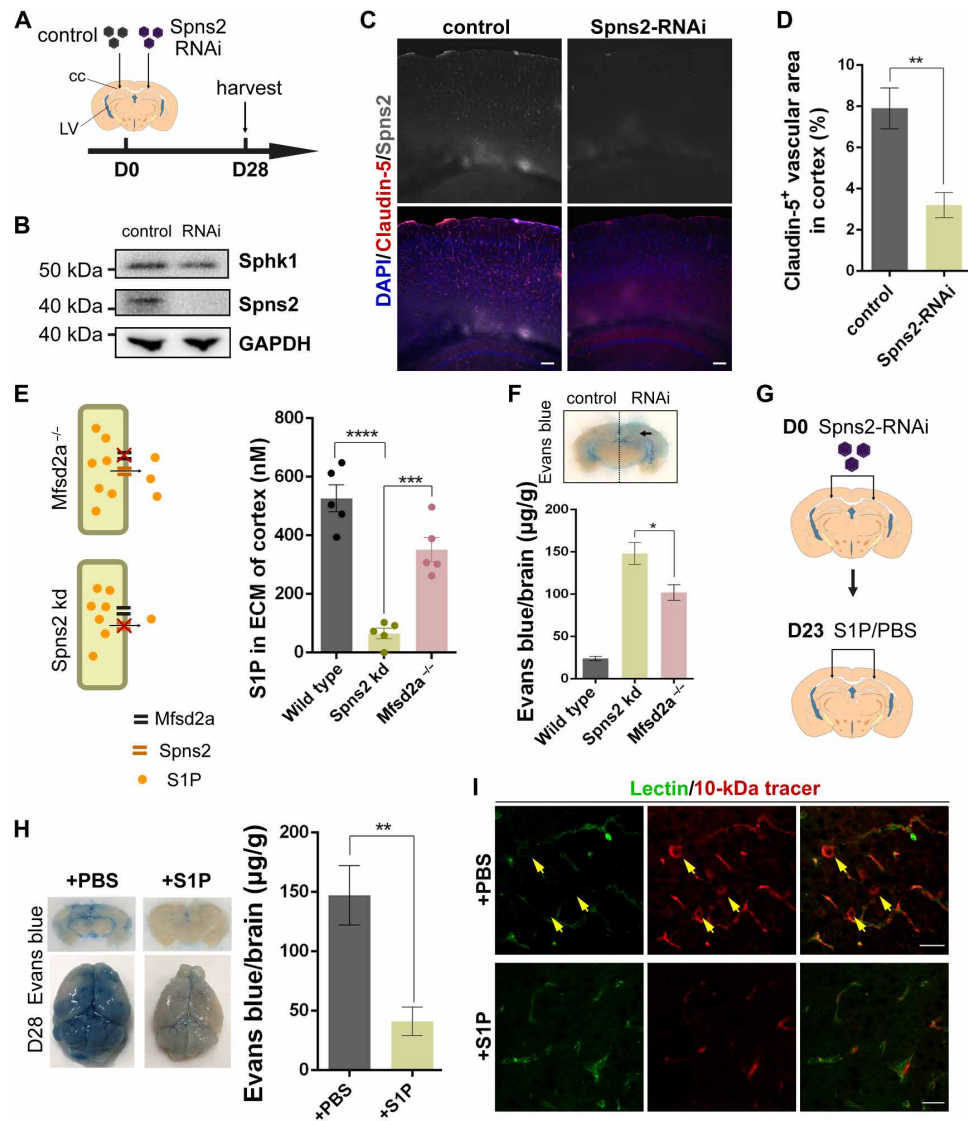 A
control
Spns2
RNAi
cc
LV
harvest
D0
D28
B
control RNAi
50 kDa
Sphk1
40 kDa
Spns2
40 kDa
GAPDH
C
control
Spns2-RNAi
DAPI/Claudin-5/Spns2
D
Claudin-5+ vascular area
in cortex (%)
10
8
6
4
2
0
**
control
Spns2-RNAi
E
Mfsd2a-/-
Spns2 kd
Mfsd2a
Spns2
S1P
S1P in ECM of cortex (nM)
800
600
400
200
0
****
***
Wild type
Spns2 kd
Mfsd2a-/-
F
control RNAi
Evans blue
Evans blue/brain (µg/g)
200
150
100
50
0
*
Wild type
Spns2 kd
Mfsd2a-/-
G
D0 Spns2-RNAi
D23 S1P/PBS
H
+PBS
+S1P
D28 Evans blue
Evans blue/brain (µg/g)
200
150
100
50
0
**
+PBS
+S1P
I
Lectin/10-kDa tracer
+PBS
+S1P